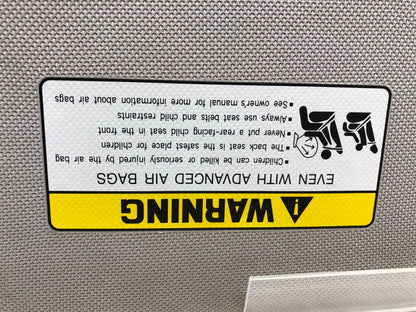 WARNING
EVEN WITH ADVANCED AIR BAGS
• Children can be killed or seriously injured by the air bag
• The back seat is the safest place for children
• Never put a rear-facing child seat in the front
• Always use seat belts and child restraints
• See owner's manual for more information about air bags